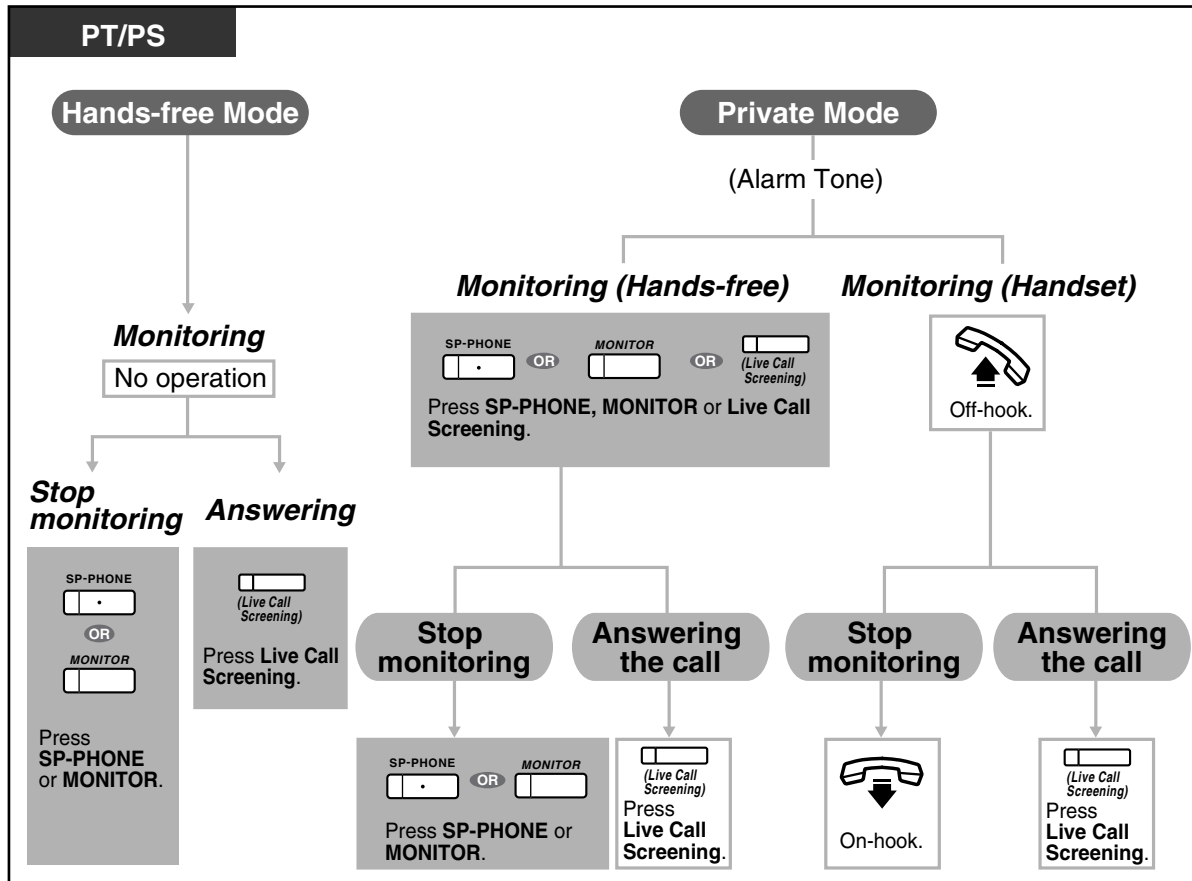 PT/PS
Hands-free Mode
Private Mode
(Alarm Tone)
Monitoring (Hands-free)
Monitoring (Handset)
Monitoring
No operation
SP-PHONE
OR
MONITOR
OR
(Live Call
Screening)
Press SP-PHONE, MONITOR or Live Call
Screening.
Off-hook.
Stop
monitoring
Answering
SP-PHONE
OR
MONITOR
Press
SP-PHONE
or MONITOR.
(Live Call
Screening)
Press Live Call
Screening.
Stop
monitoring
Answering
the call
Stop
monitoring
Answering
the call
SP-PHONE
OR
MONITOR
Press SP-PHONE or
MONITOR.
(Live Call
Screening)
Press
Live Call
Screening.
On-hook.
(Live Call
Screening)
Press
Live Call
Screening.